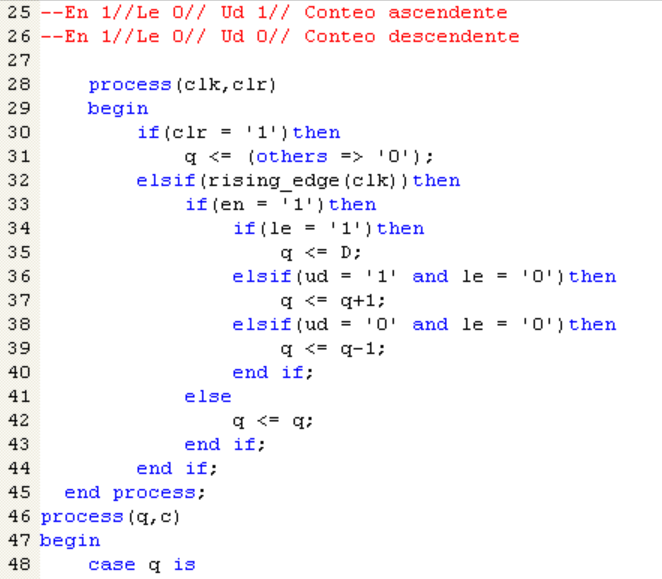 25 --En 1//Le 0// Ud 1// Conteo ascendente
26 --En 1//Le 0// Ud 0// Conteo descendente
27
28     process(clk,clr)
29     begin
30         if(clr = '1')then
31             q <= (others => '0');
32         elsif(rising_edge(clk))then
33             if(en = '1')then
34                 if(le = '1')then
35                     q <= D;
36                 elsif(ud = '1' and le = '0')then
37                     q <= q+1;
38                 elsif(ud = '0' and le = '0')then
39                     q <= q-1;
40                 end if;
41             else
42                 q <= q;
43             end if;
44         end if;
45   end process;
46 process(q,c)
47 begin
48     case q is